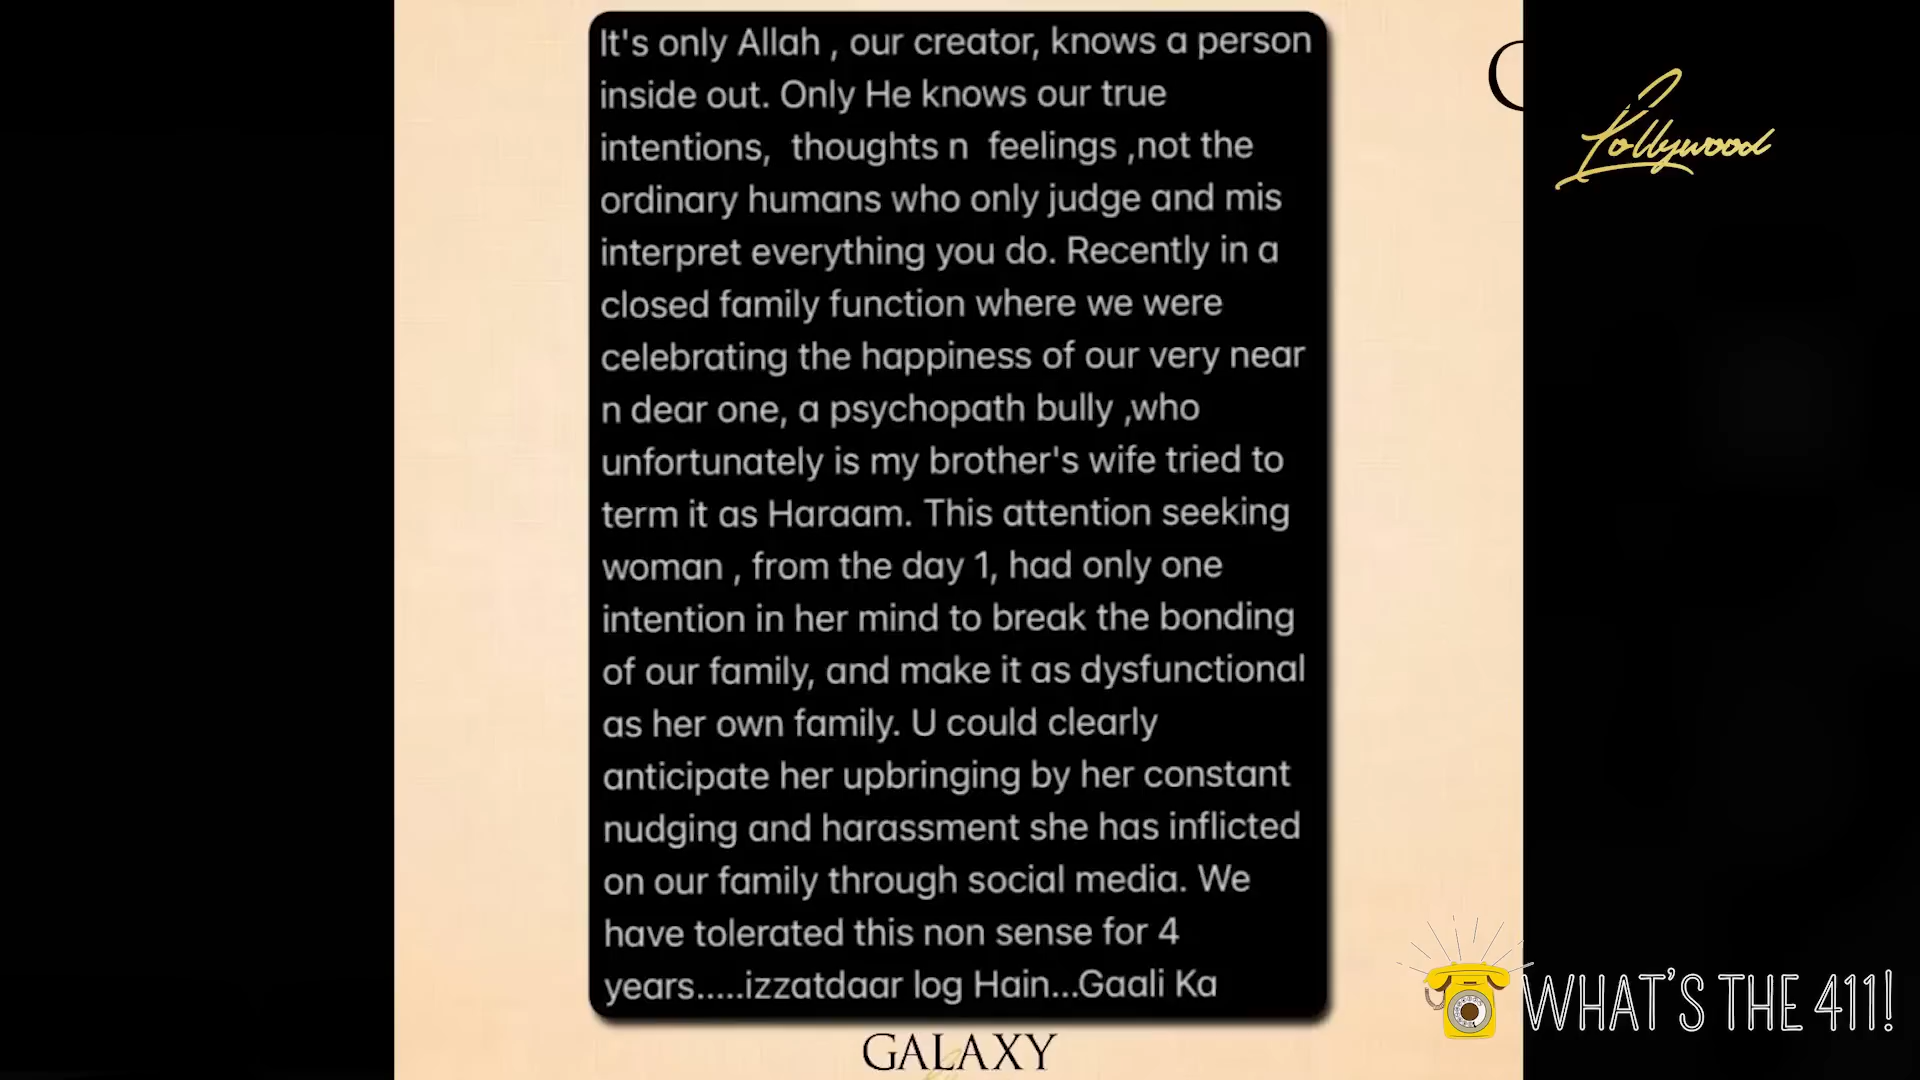 It's only Allah , our creator, knows a person
inside out. Only He knows our true
intentions,  thoughts n  feelings ,not the
ordinary humans who only judge and mis
interpret everything you do. Recently in a
closed family function where we were
celebrating the happiness of our very near
n dear one, a psychopath bully ,who
unfortunately is my brother's wife tried to
term it as Haraam. This attention seeking
woman , from the day 1, had only one
intention in her mind to break the bonding
of our family, and make it as dysfunctional
as her own family. U could clearly
anticipate her upbringing by her constant
nudging and harassment she has inflicted
on our family through social media. We
have tolerated this non sense for 4
years.....izzatdaar log Hain...Gaali Ka
GALAXY
Lollywood
WHAT'S THE 411!